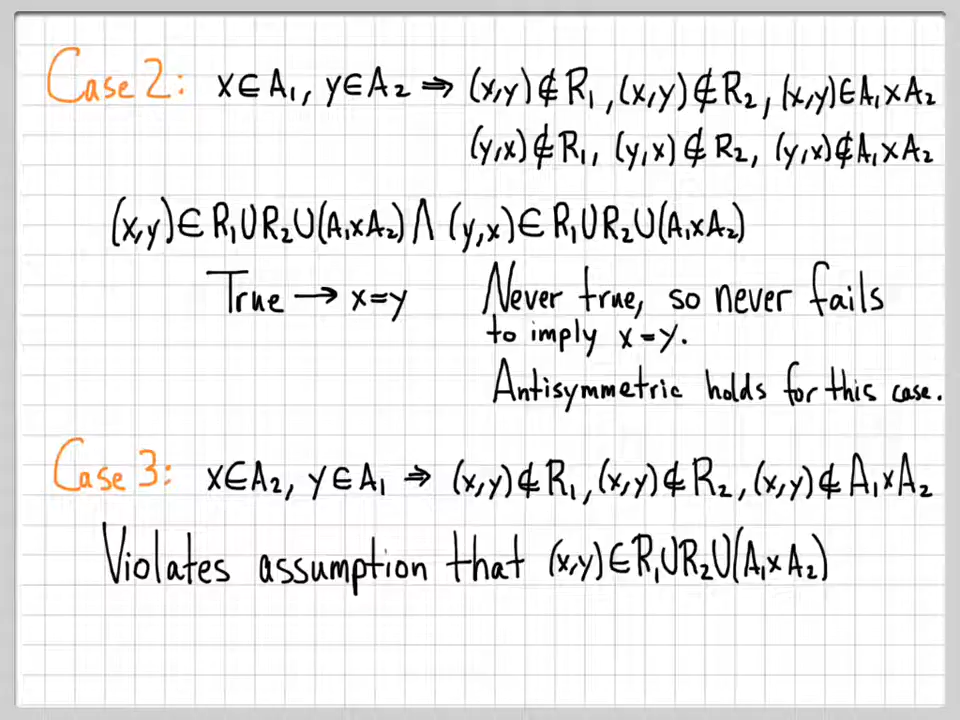 Case 2: x∈A₁, y∈A₂ ⇒ (x,y)∉R₁, (x,y)∉R₂, (x,y)∈A₁×A₂
(y,x)∉R₁, (y,x)∉R₂, (y,x)∉A₁×A₂
(x,y)∈R₁∪R₂∪(A₁×A₂) ∧ (y,x)∈R₁∪R₂∪(A₁×A₂)
True → x=y Never true, so never fails
to imply x=y.
Antisymmetric holds for this case.
Case 3: x∈A₂, y∈A₁ ⇒ (x,y)∉R₁, (x,y)∉R₂, (x,y)∉A₁×A₂
Violates assumption that (x,y)∈R₁∪R₂∪(A₁×A₂)